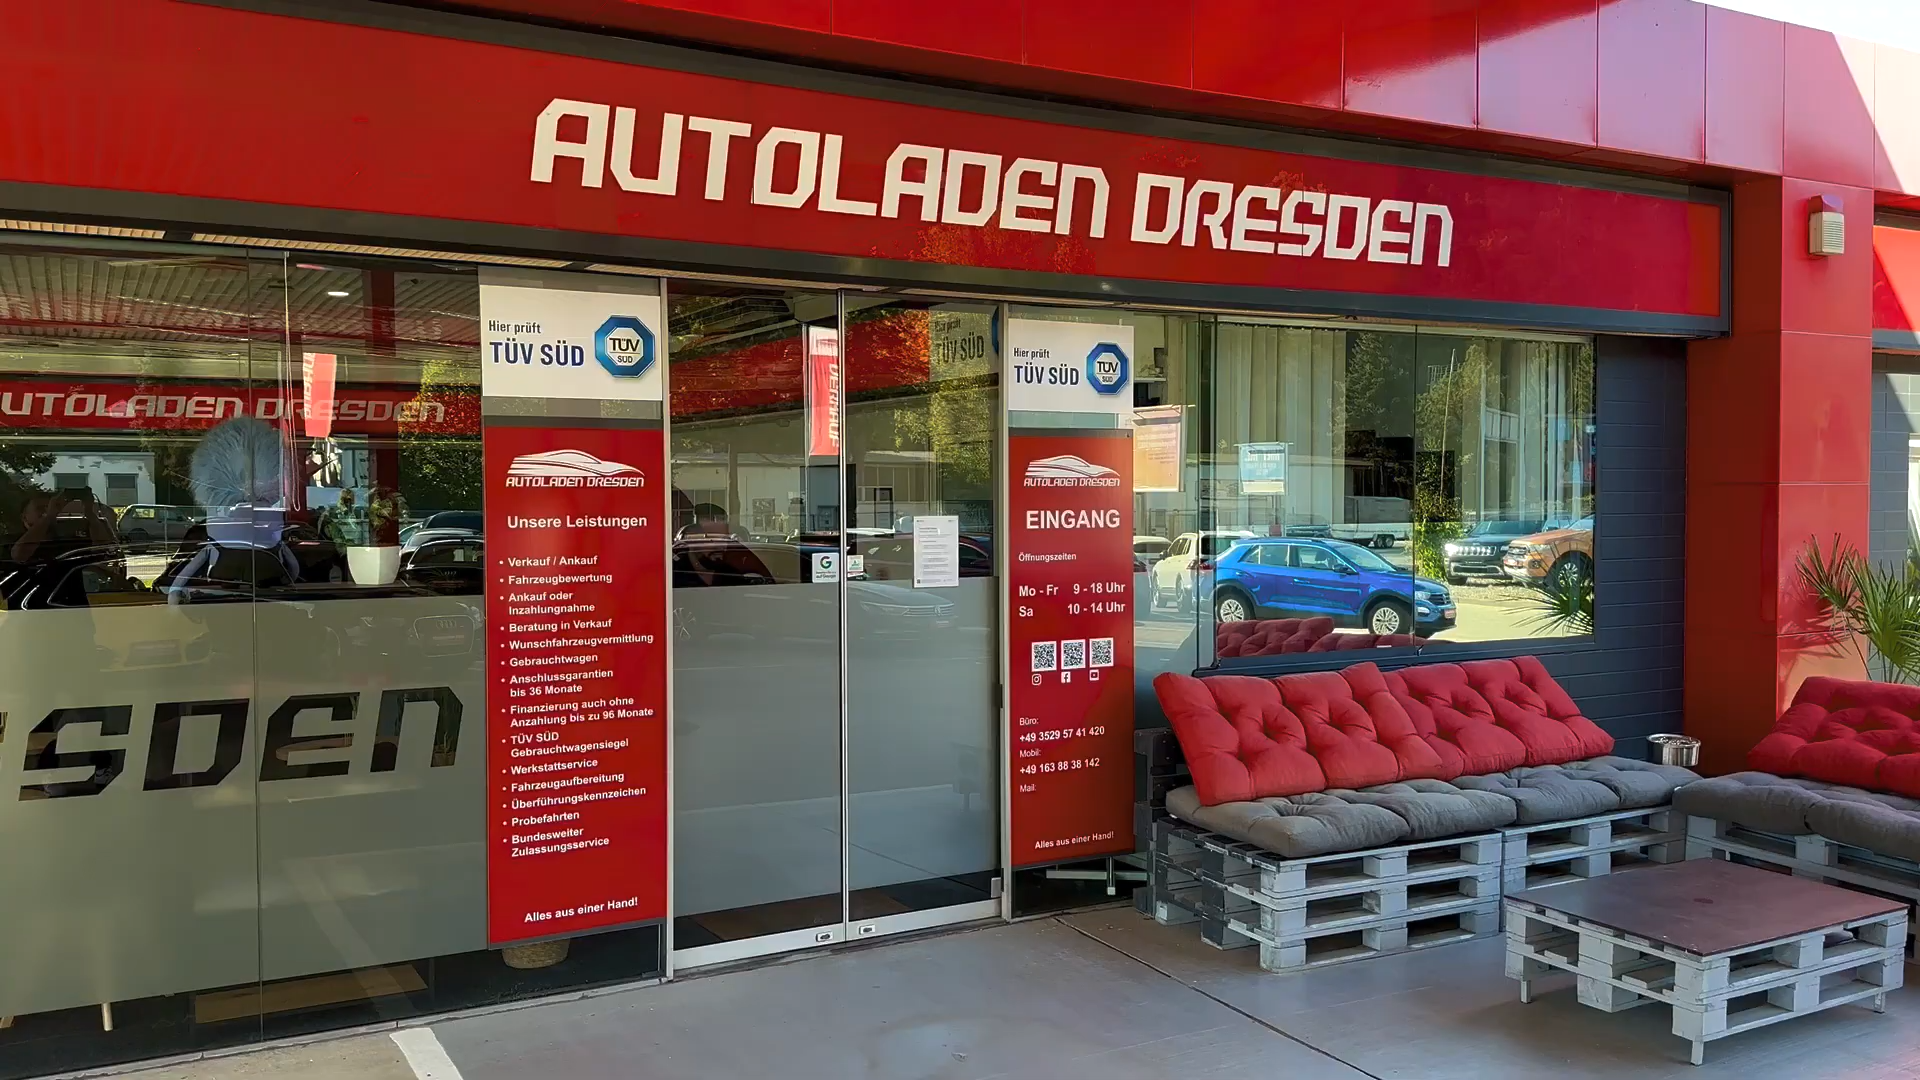 AUTOLADEN DRESDEN
Hier prüft
TÜV SÜD
TÜV
SÜD
AUTOLADEN DRESDEN
Unsere Leistungen
• Verkauf / Ankauf
• Fahrzeugbewertung
• Ankauf oder
Inzahlungnahme
• Beratung in Verkauf
• Wunschfahrzeugvermittlung
• Gebrauchtwagen
• Anschlussgarantien
bis 36 Monate
• Finanzierung auch ohne
Anzahlung bis zu 96 Monate
• TÜV SÜD
Gebrauchtwagensiegel
• Werkstattservice
• Fahrzeugaufbereitung
• Überführungskennzeichen
• Probefahrten
• Bundesweiter
Zulassungsservice
Alles aus einer Hand!
Hier prüft
TÜV SÜD
TÜV
SÜD
AUTOLADEN DRESDEN
EINGANG
Öffnungszeiten
Mo - Fr 9 - 18 Uhr
Sa 10 - 14 Uhr
Büro:
+49 3529 57 41 420
Mobil:
+49 163 88 38 142
Mail:
Alles aus einer Hand!
UTOLADEN DRESDEN
Hier prüft
TÜV SÜD
G
ESDEN